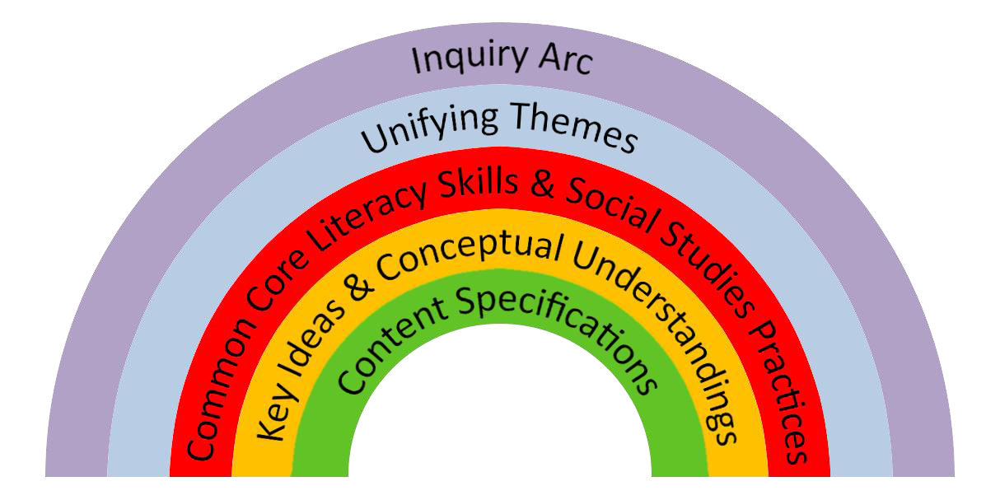 Inquiry Arc
Unifying Themes
Common Core Literacy Skills & Social Studies Practices
Key Ideas & Conceptual Understandings
Content Specifications